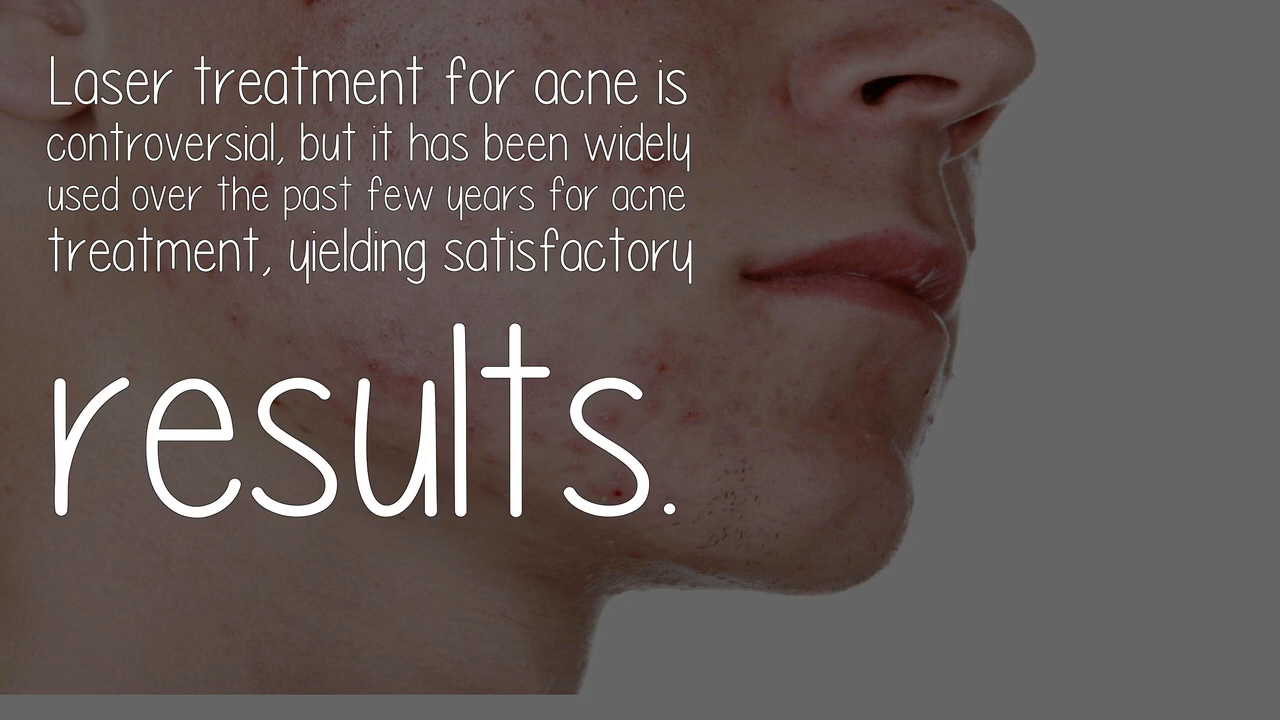 Laser treatment for acne is
controversial, but it has been widely
used over the past few years for acne
treatment, yielding satisfactory
results.